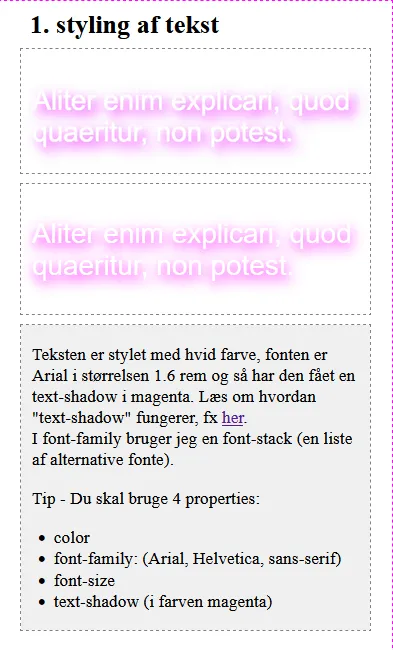 1. styling af tekst
Aliter enim explicari, quod
quaeritur, non potest.
Aliter enim explicari, quod
quaeritur, non potest.
Teksten er stylet med hvid farve, fonten er
Arial i størrelsen 1.6 rem og så har den fået en
text-shadow i magenta. Læs om hvordan
"text-shadow" fungerer, fx her.
I font-family bruger jeg en font-stack (en liste
af alternative fonte).
Tip - Du skal bruge 4 properties:
• color
• font-family: (Arial, Helvetica, sans-serif)
• font-size
• text-shadow (i farven magenta)